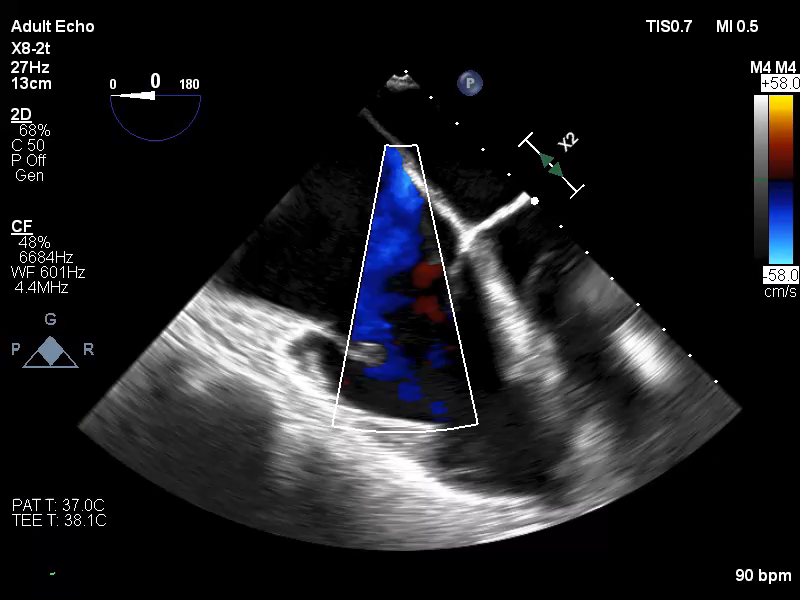 Adult Echo
TIS0.7 MI 0.5
X8-2t
27Hz
13cm
M4 M4
+58.0
0 0 180
P
X2
2D
68%
C 50
P Off
Gen
CF
48%
6684Hz
WF 601Hz
4.4MHz
-58.0
cm/s
G
P R
PAT T: 37.0C
TEE T: 38.1C
90 bpm